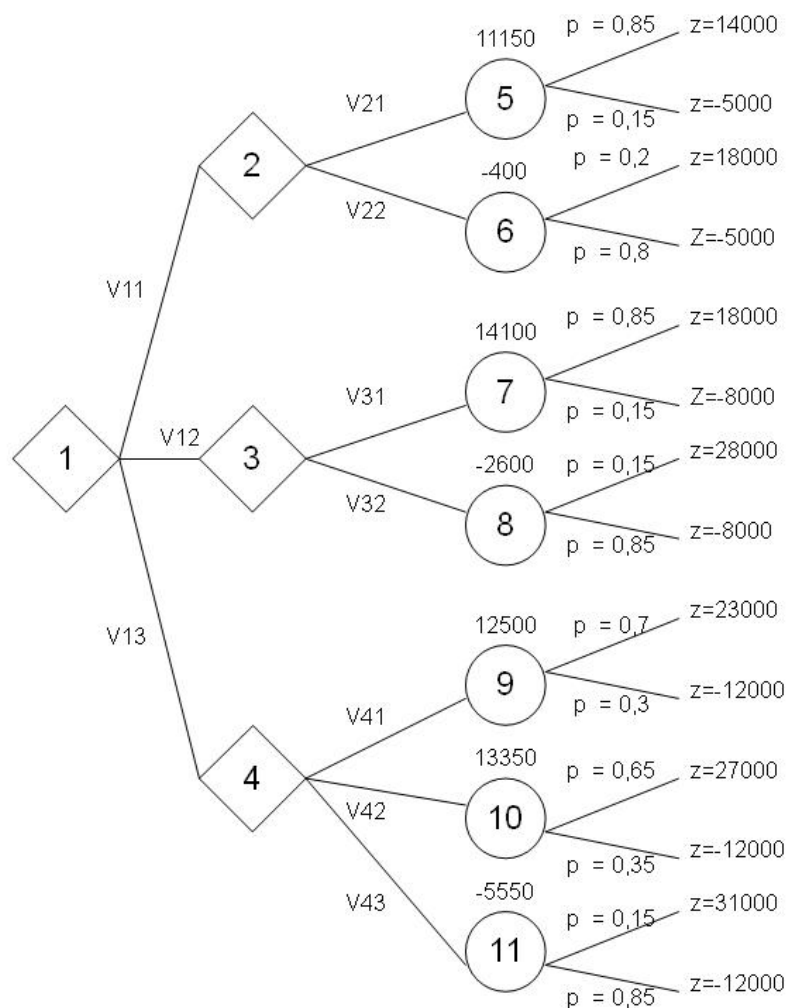 p = 0,85
z=14000
11150
5
V21
z=-5000
p = 0,15
2
p = 0,2
z=18000
-400
V22
6
Z=-5000
p = 0,8
V11
p = 0,85
z=18000
14100
7
V31
Z=-8000
p = 0,15
1
V12
3
-2600
p = 0,15
z=28000
V32
8
z=-8000
p = 0,85
V13
12500
p = 0,7
z=23000
9
V41
z=-12000
p = 0,3
4
13350
p = 0,65
z=27000
V42
10
z=-12000
p = 0,35
V43
-5550
p = 0,15
z=31000
11
z=-12000
p = 0,85